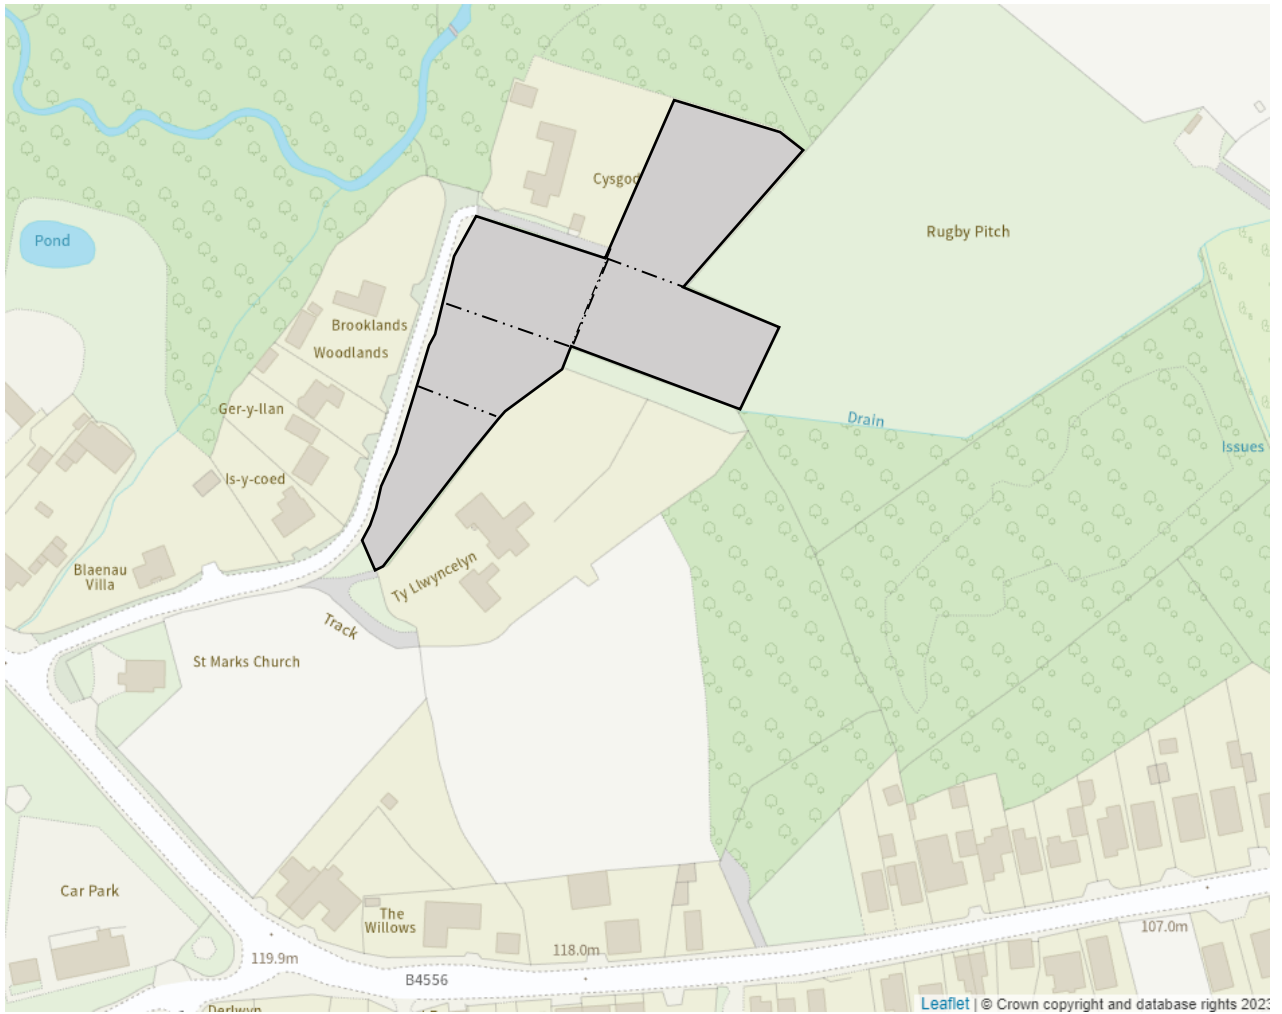 Cysgod
Rugby Pitch
Pond
Brooklands
Woodlands
Ger-y-llan
Drain
Issues
Is-y-coed
Blaenau
Villa
Ty Llwyncelyn
Track
St Marks Church
Car Park
The
Willows
118.0m
107.0m
119.9m
B4556
Derlwyn
Leaflet | © Crown copyright and database rights 2023